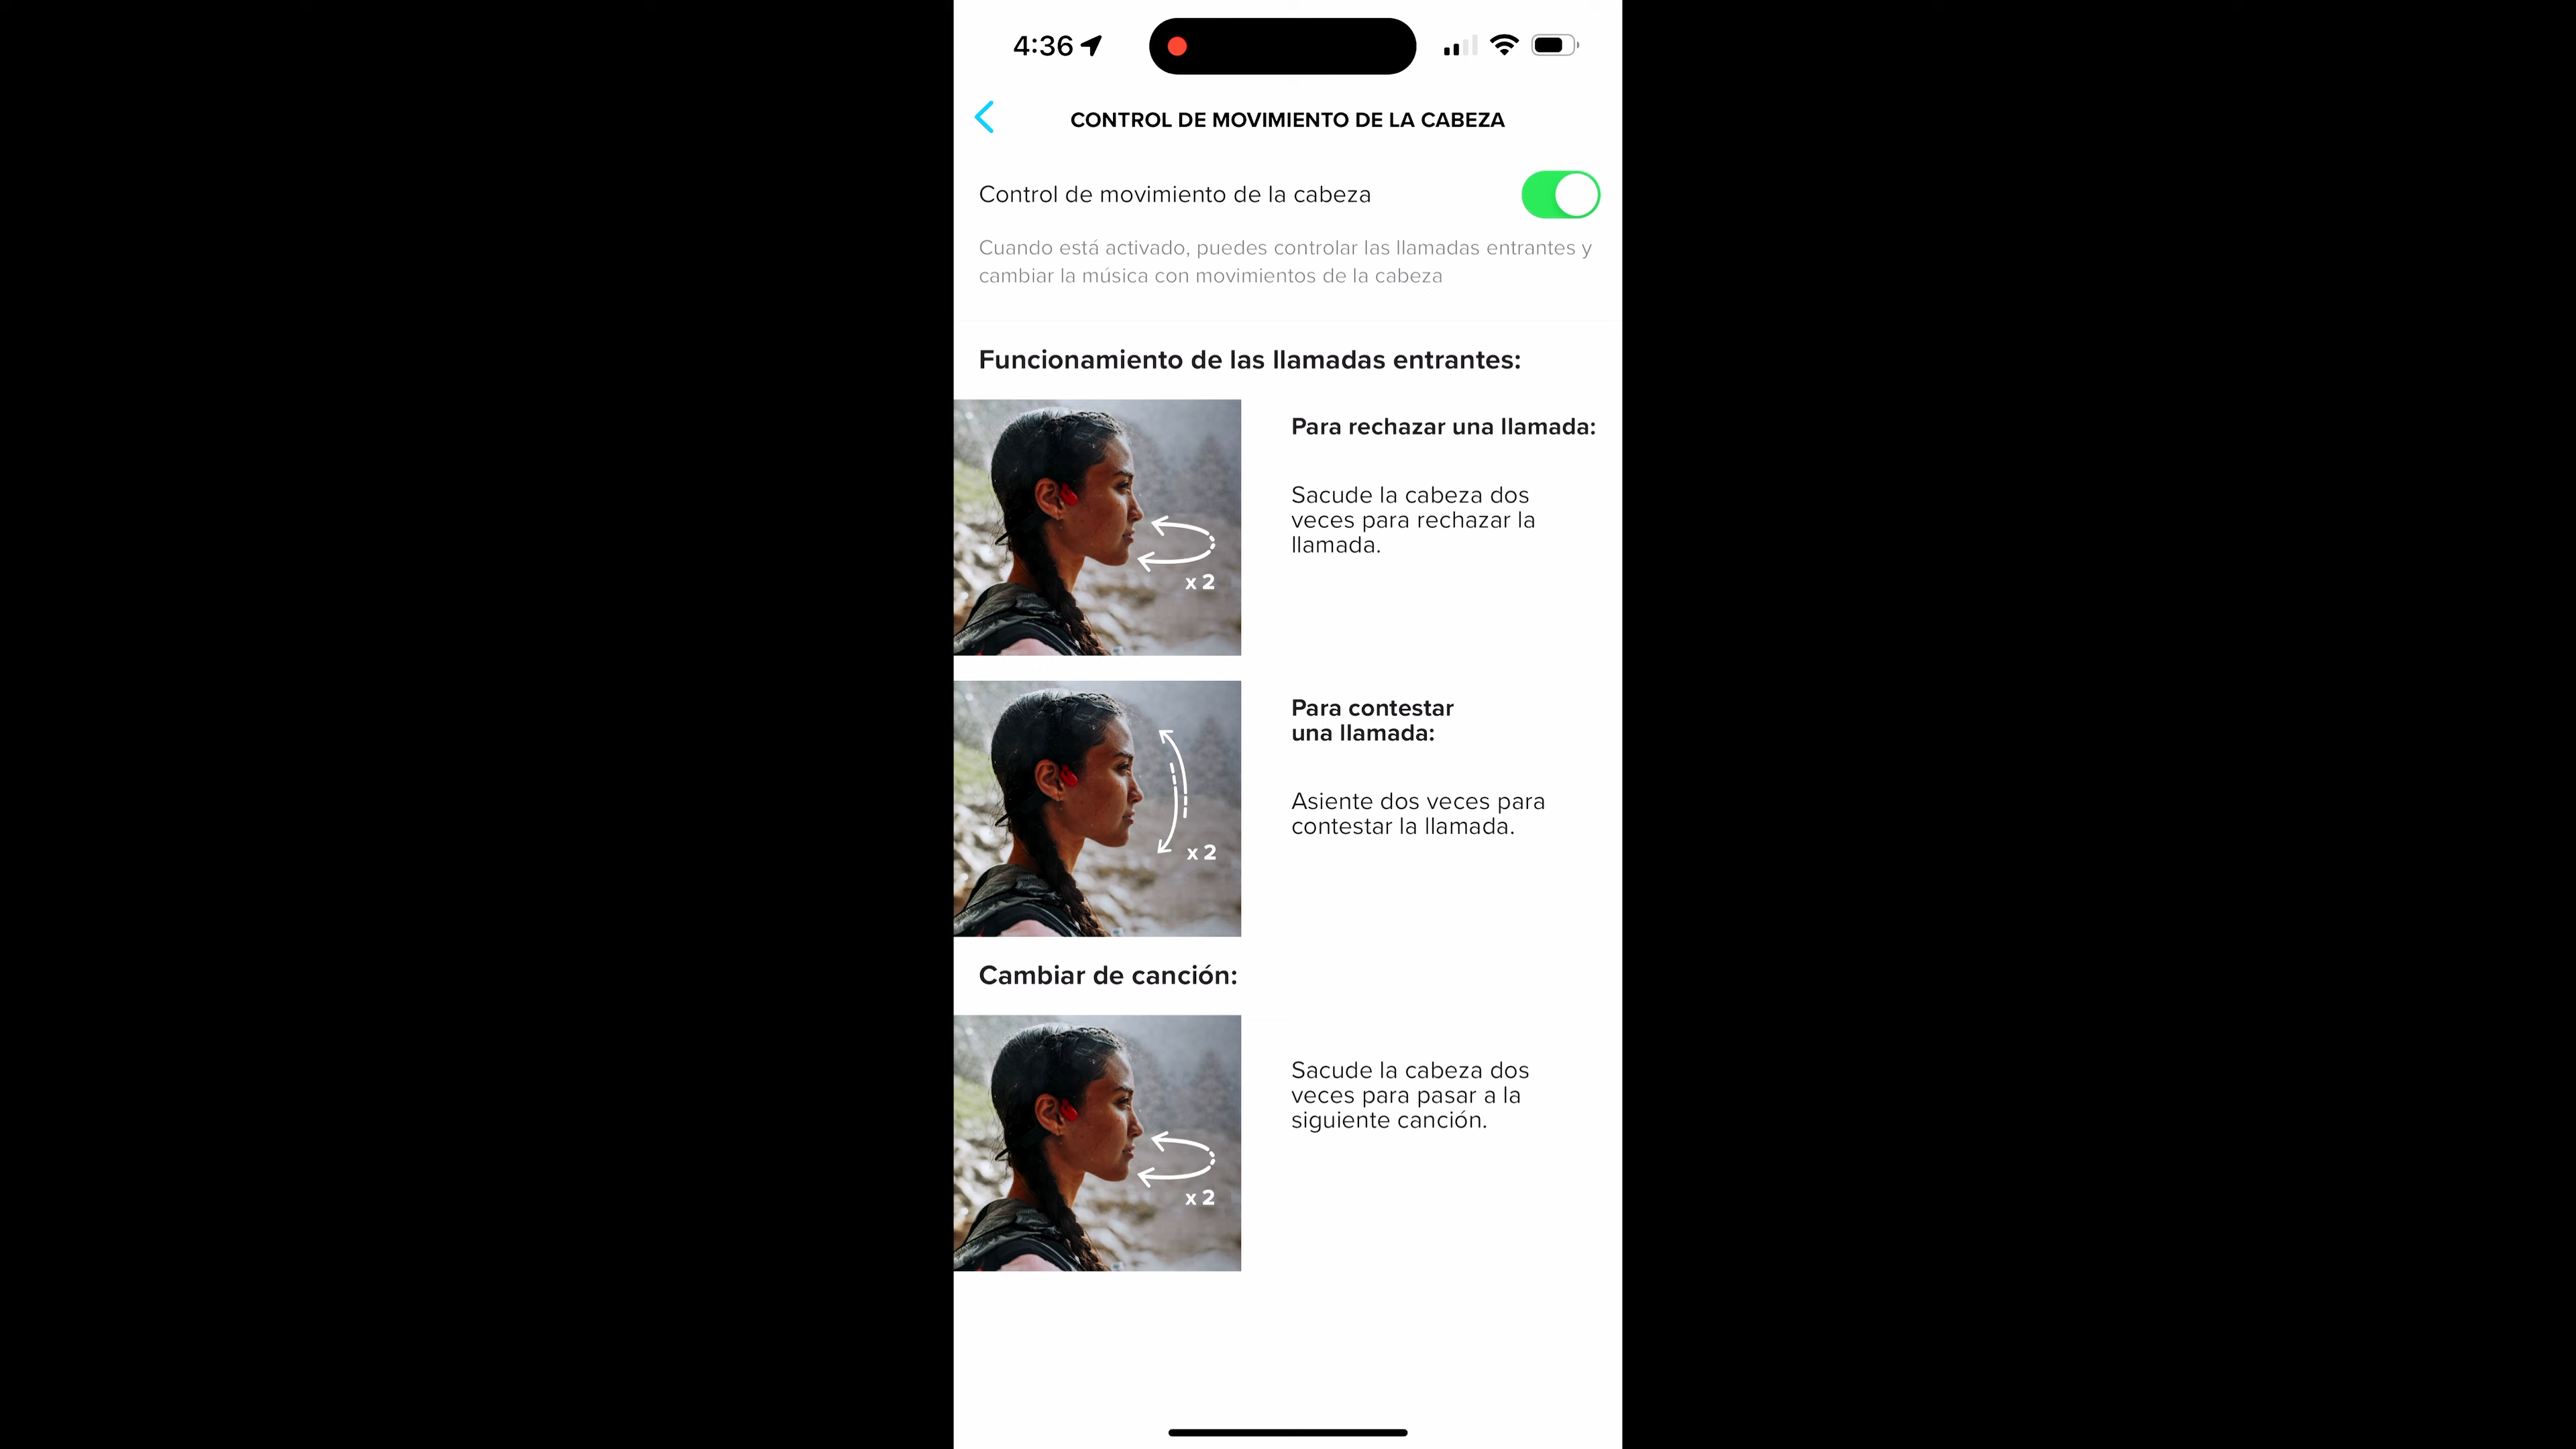 4:36
CONTROL DE MOVIMIENTO DE LA CABEZA
Control de movimiento de la cabeza
Cuando está activado, puedes controlar las llamadas entrantes y
cambiar la música con movimientos de la cabeza
Funcionamiento de las llamadas entrantes:
Para rechazar una llamada:
Sacude la cabeza dos
veces para rechazar la
llamada.
x 2
Para contestar
una llamada:
Asiente dos veces para
contestar la llamada.
x 2
Cambiar de canción:
Sacude la cabeza dos
veces para pasar a la
siguiente canción.
x 2